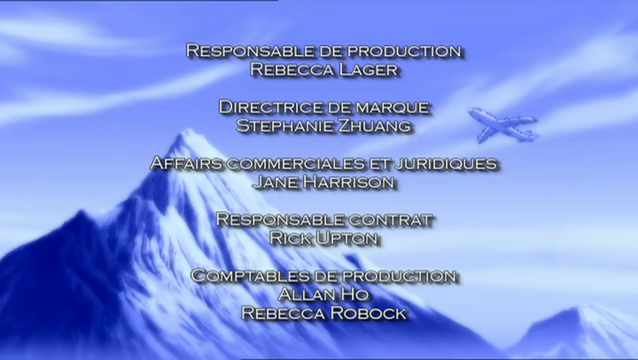 Responsable de production
Rebecca Lager
Directrice de marque
Stephanie Zhuang
Affairs commerciales et juridiques
Jane Harrison
Responsable contrat
Rick Upton
Comptables de production
Allan Ho
Rebecca Robock